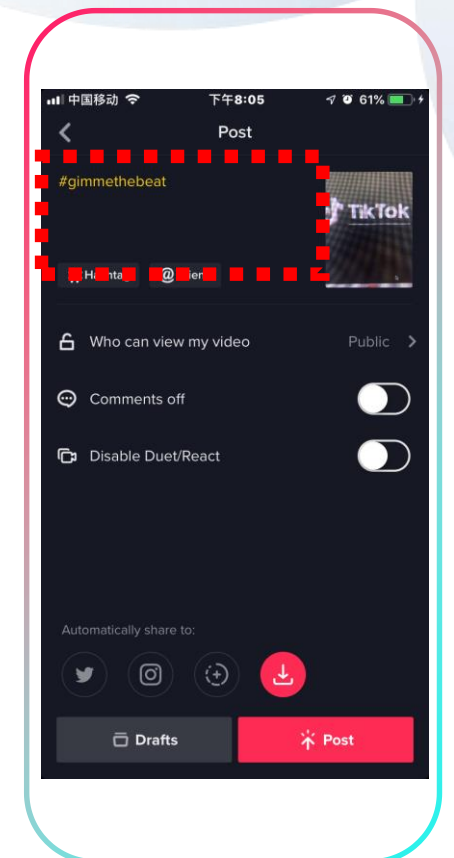 中国移动 下午8:05 61%
Post
#gimmethebeat
TikTok
Who can view my video Public
Comments off
Disable Duet/React
Automatically share to:
Drafts Post